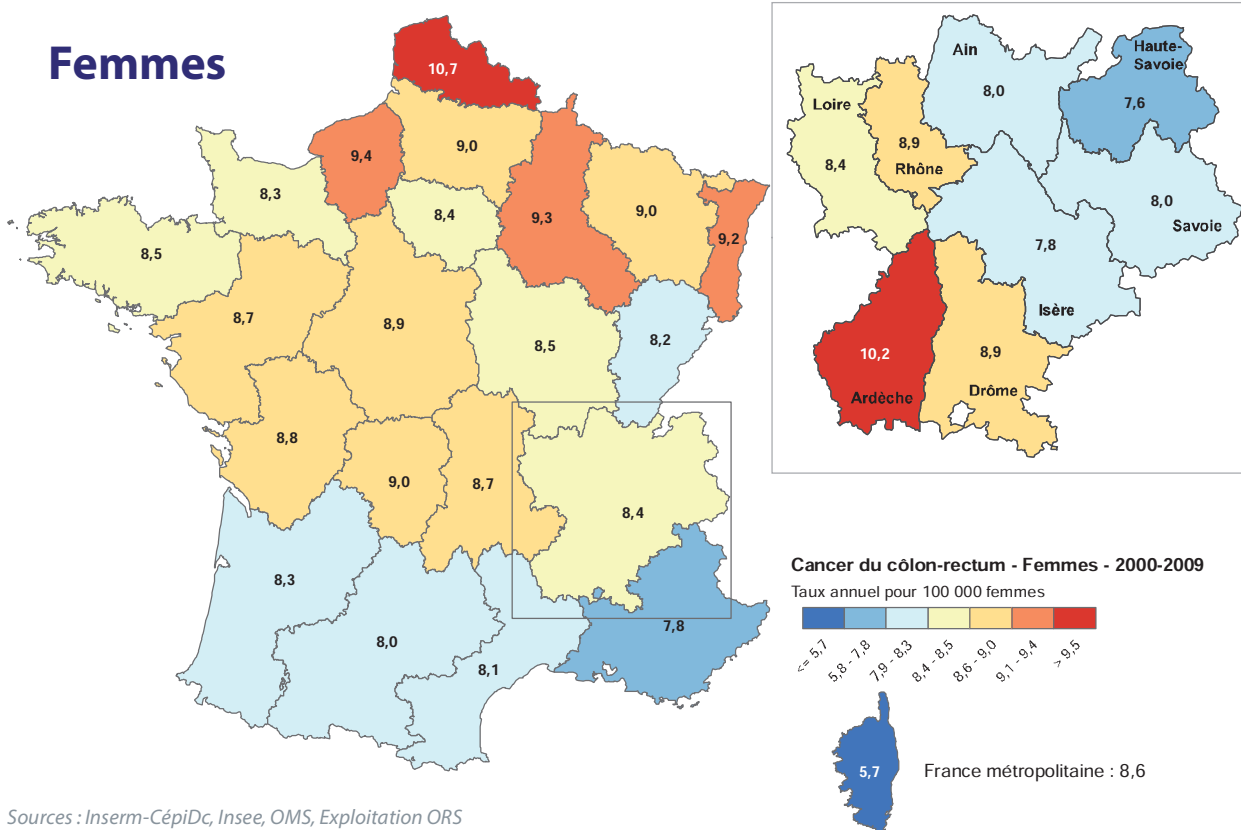 Femmes
10,7
9,4
9,0
8,3
8,4
9,3
9,0
9,2
8,5
8,7
8,9
8,5
8,2
8,8
9,0
8,7
8,4
8,3
8,0
8,1
7,8
Ain
8,0
Haute-
Savoie
7,6
Loire
8,4
8,9
Rhône
8,0
Savoie
7,8
Isère
10,2
Ardèche
8,9
Drôme
Cancer du côlon-rectum - Femmes - 2000-2009
Taux annuel pour 100 000 femmes
<= 5,7
5,8 - 7,8
7,9 - 8,3
8,4 - 8,5
8,6 - 9,0
9,1 - 9,4
> 9,5
5,7
France métropolitaine : 8,6
Sources : Inserm-CépiDc, Insee, OMS, Exploitation ORS